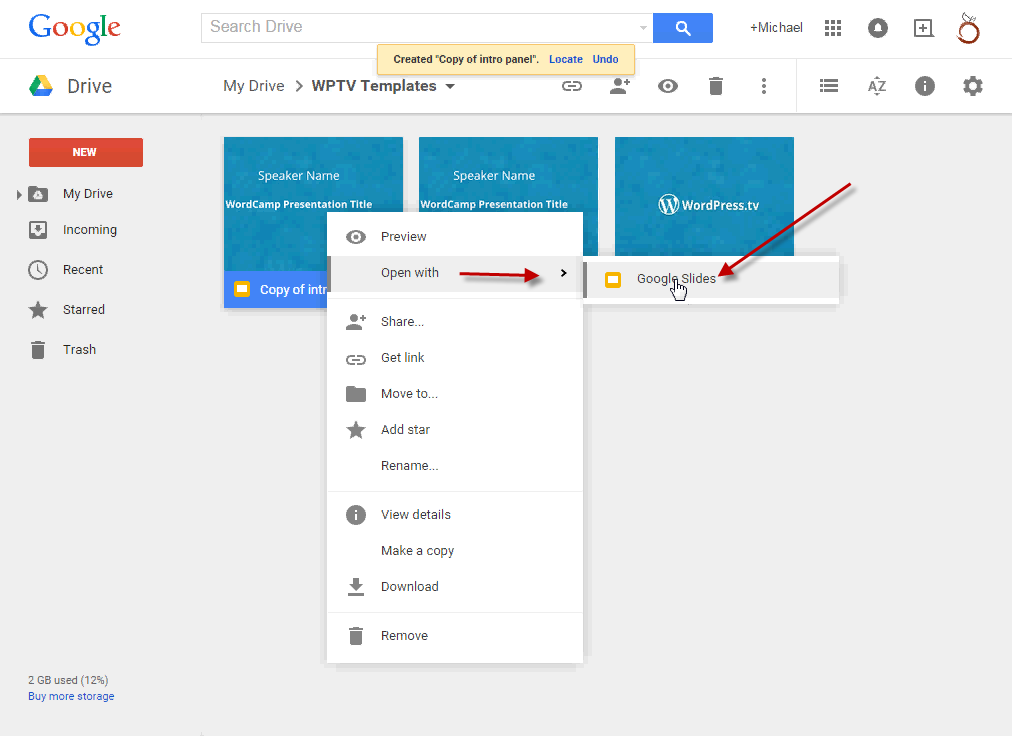 Google
Search Drive
+Michael
Created "Copy of intro panel". Locate Undo
Drive
My Drive > WPTV Templates
AZ
NEW
My Drive
Incoming
Recent
Starred
Trash
2 GB used (12%)
Buy more storage
Speaker Name
WordCamp Presentation Title
Speaker Name
WordCamp Presentation Title
WordPress.tv
Copy of intr
Preview
Open with
Google Slides
Share...
Get link
Move to...
Add star
Rename...
View details
Make a copy
Download
Remove